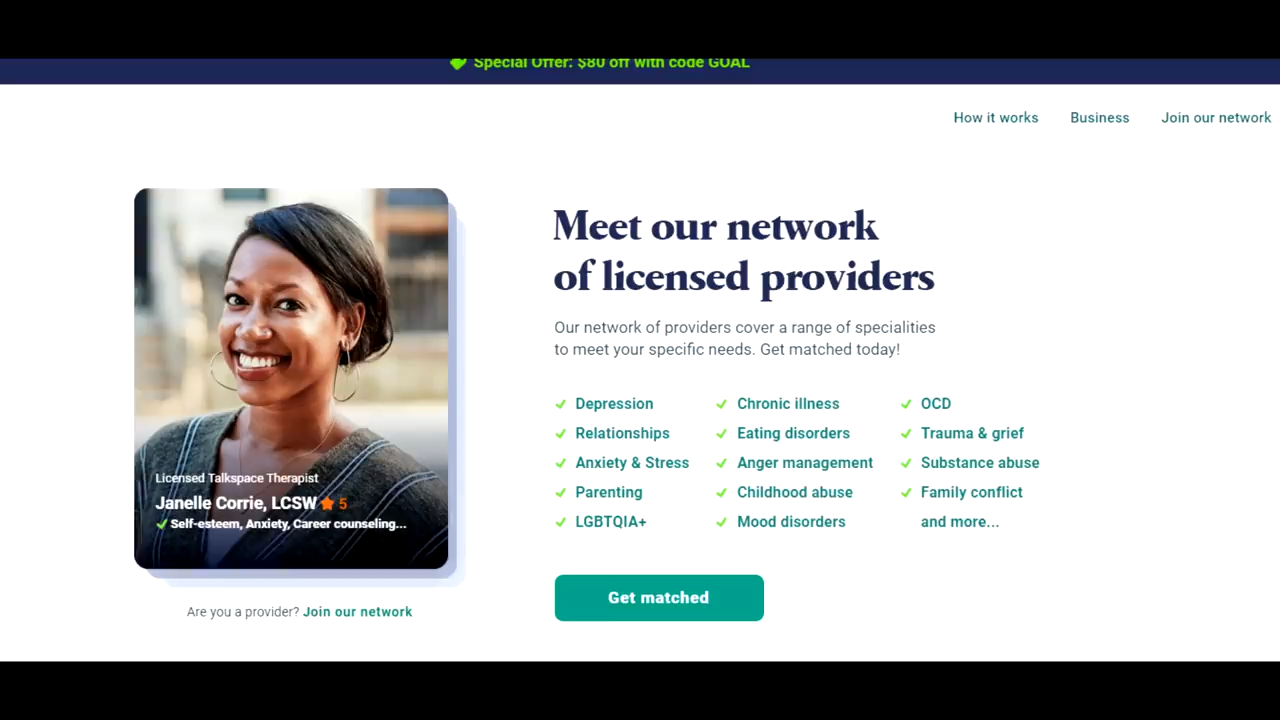 Special Offer: $80 off with code GOAL
How it works
Business
Join our network
Meet our network
of licensed providers
Our network of providers cover a range of specialities
to meet your specific needs. Get matched today!
Depression
Relationships
Anxiety & Stress
Parenting
LGBTQIA+
Chronic illness
Eating disorders
Anger management
Childhood abuse
Mood disorders
OCD
Trauma & grief
Substance abuse
Family conflict
and more...
Get matched
Licensed Talkspace Therapist
Janelle Corrie, LCSW 5
Self-esteem, Anxiety, Career counseling...
Are you a provider? Join our network